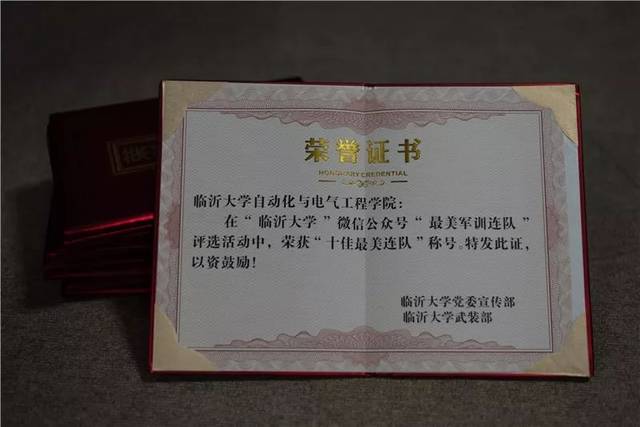 荣誉证书
HONORARY CREDENTIAL
临沂大学自动化与电气工程学院：
在“临沂大学”微信公众号“最美军训连队”
评选活动中，荣获“十佳最美连队”称号。特发此证，
以资鼓励！
临沂大学党委宣传部
临沂大学武装部